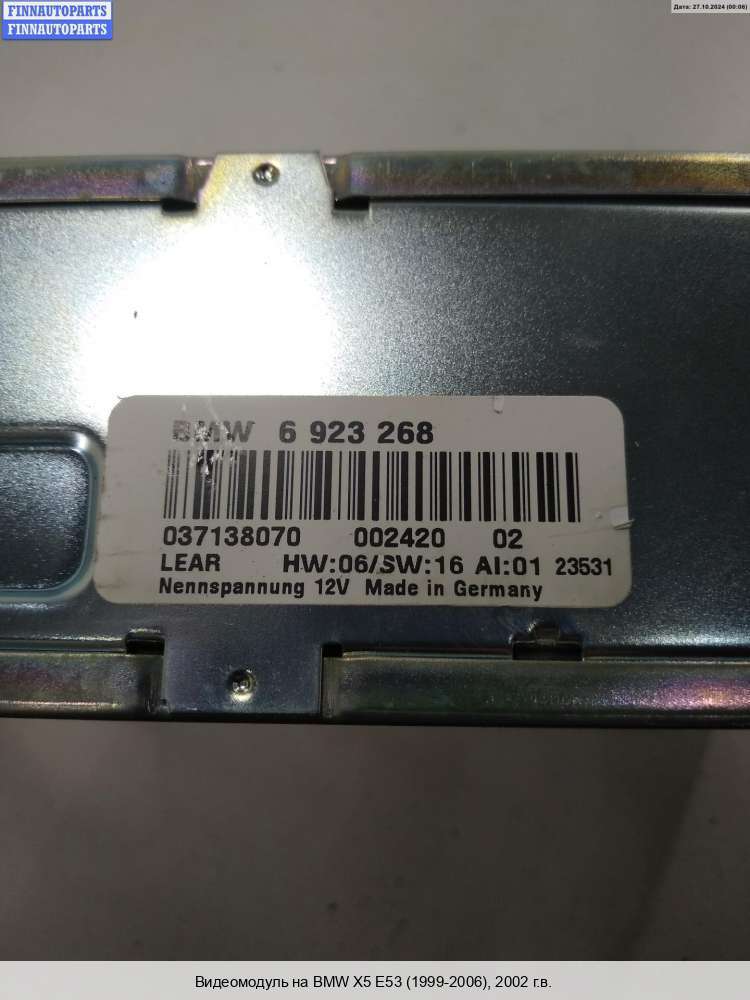 FINNAUTOPARTS
FINNAUTOPARTS
Дата: 27.10.2024 (00:06)
BMW 6 923 268
037138070 002420 02
LEAR HW:06/SW:16 AI:01 23531
Nennspannung 12V Made in Germany
Видеомодуль на BMW X5 E53 (1999-2006), 2002 г.в.